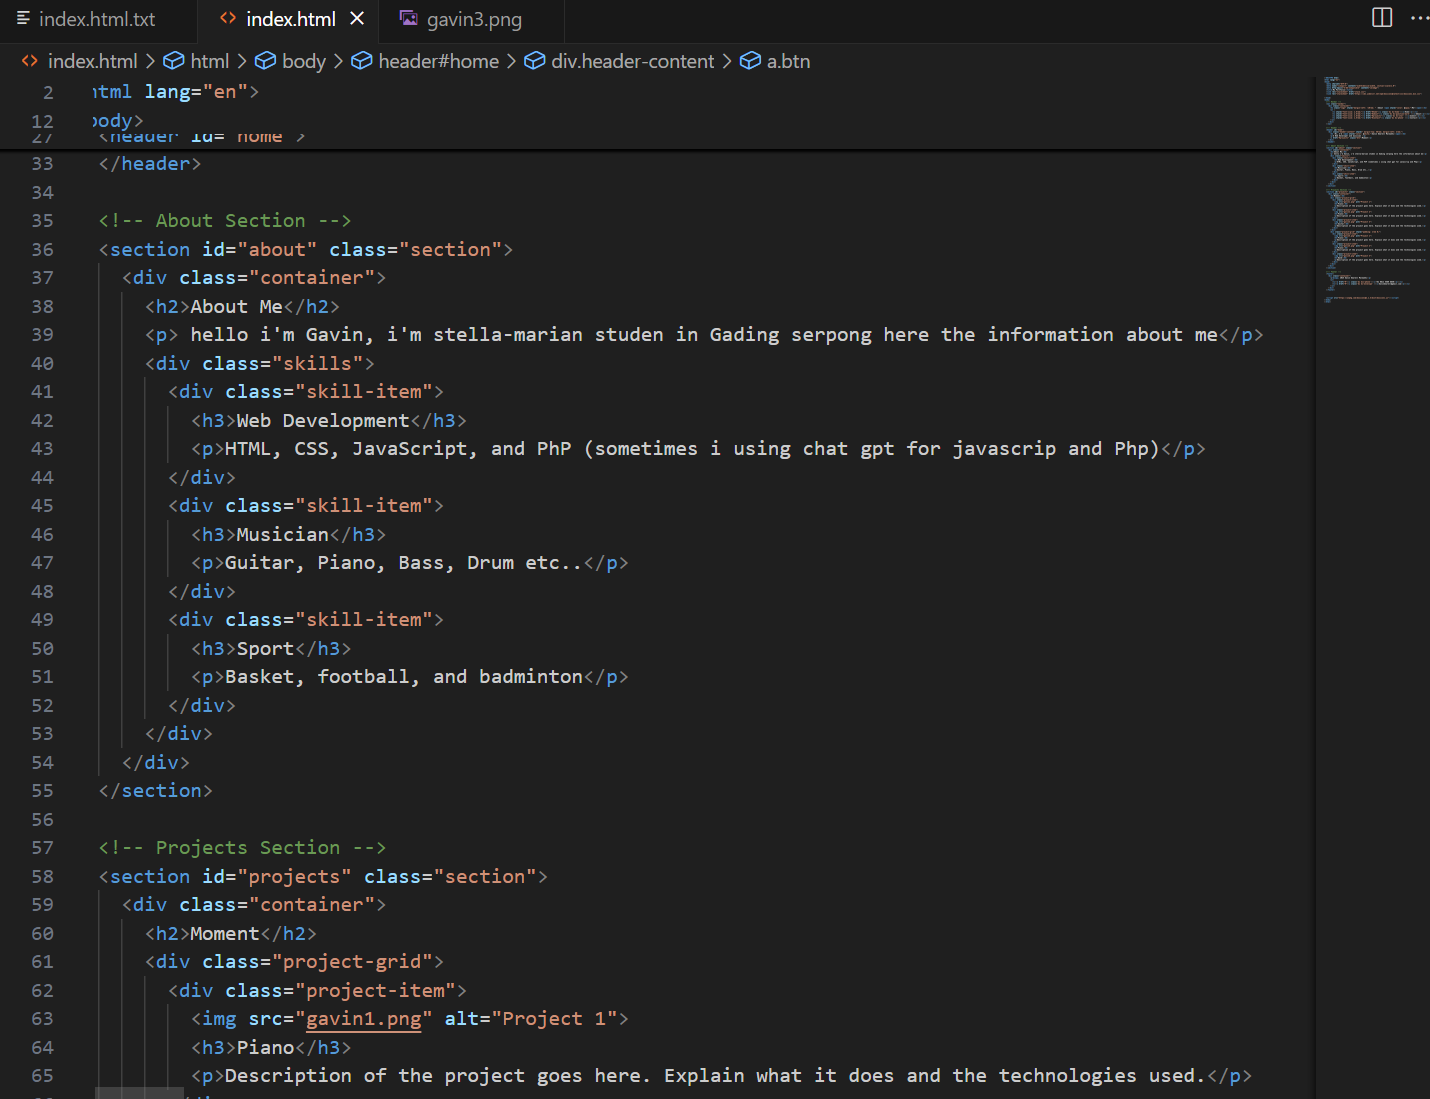 index.html.txt
index.html
gavin3.png
index.html > html > body > header#home > div.header-content > a.btn
2 html lang="en">
12 body>
27 <header id="home">
33 </header>
34
35 <!-- About Section -->
36 <section id="about" class="section">
37 <div class="container">
38 <h2>About Me</h2>
39 <p> hello i'm Gavin, i'm stella-marian studen in Gading serpong here the information about me</p>
40 <div class="skills">
41 <div class="skill-item">
42 <h3>Web Development</h3>
43 <p>HTML, CSS, JavaScript, and PhP (sometimes i using chat gpt for javascrip and Php)</p>
44 </div>
45 <div class="skill-item">
46 <h3>Musician</h3>
47 <p>Guitar, Piano, Bass, Drum etc..</p>
48 </div>
49 <div class="skill-item">
50 <h3>Sport</h3>
51 <p>Basket, football, and badminton</p>
52 </div>
53 </div>
54 </div>
55 </section>
56
57 <!-- Projects Section -->
58 <section id="projects" class="section">
59 <div class="container">
60 <h2>Moment</h2>
61 <div class="project-grid">
62 <div class="project-item">
63 <img src="gavin1.png" alt="Project 1">
64 <h3>Piano</h3>
65 <p>Description of the project goes here. Explain what it does and the technologies used.</p>